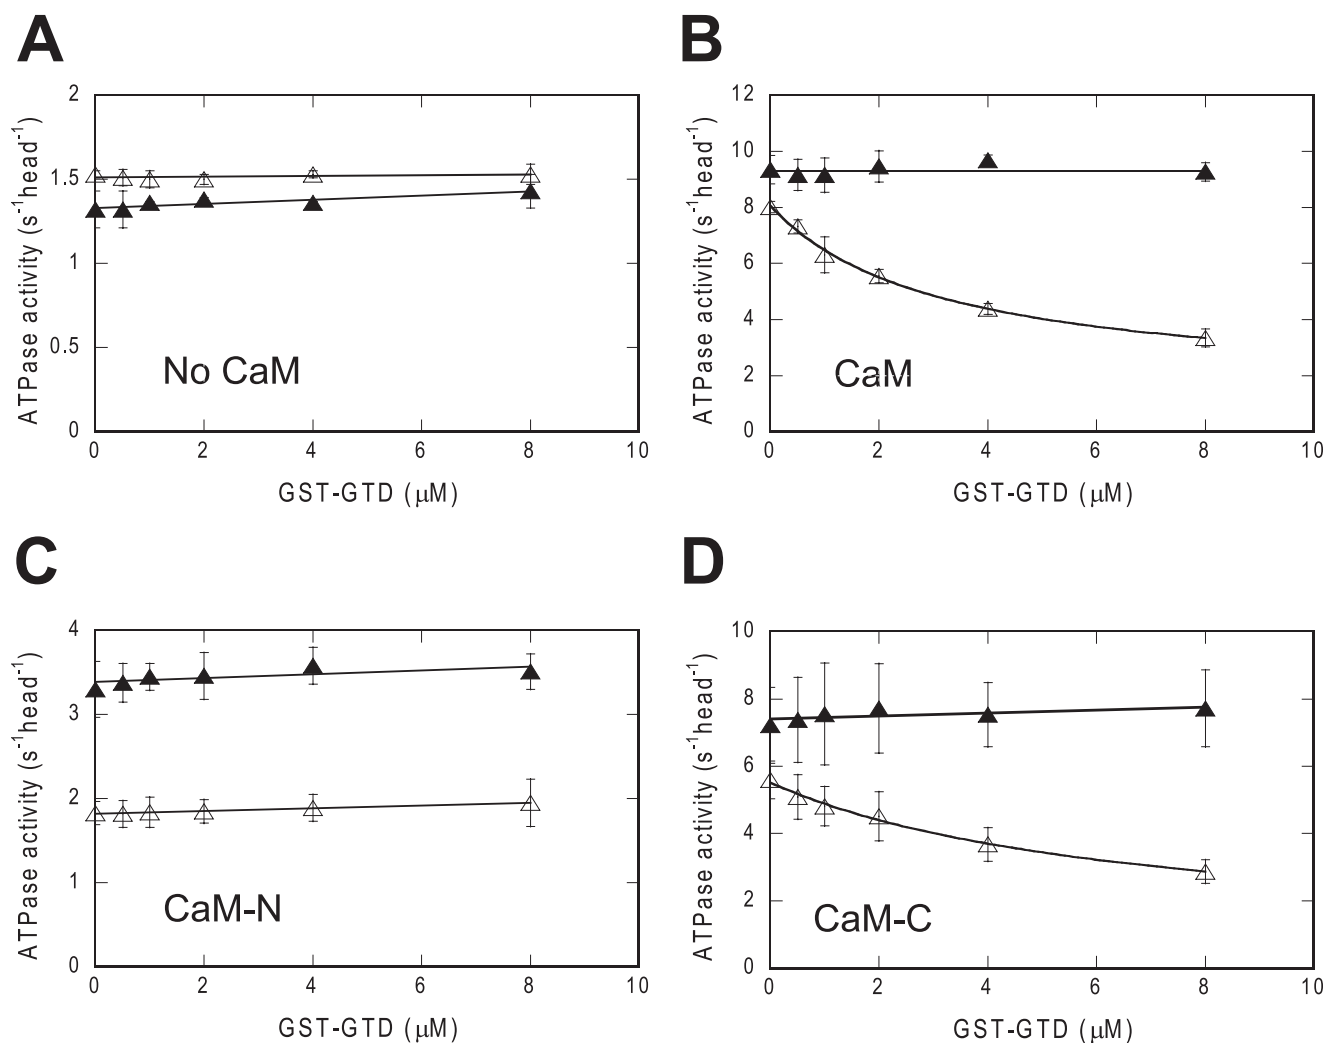 A
B
2
1.5
1
0.5
0
ATPase activity (s⁻¹head⁻¹)
No CaM
0 2 4 6 8 10
GST-GTD (μM)
12
10
8
6
4
2
0
ATPase activity (s⁻¹head⁻¹)
CaM
0 2 4 6 8 10
GST-GTD (μM)
C
D
4
3
2
1
0
ATPase activity (s⁻¹head⁻¹)
CaM-N
0 2 4 6 8 10
GST-GTD (μM)
10
8
6
4
2
0
ATPase activity (s⁻¹head⁻¹)
CaM-C
0 2 4 6 8 10
GST-GTD (μM)